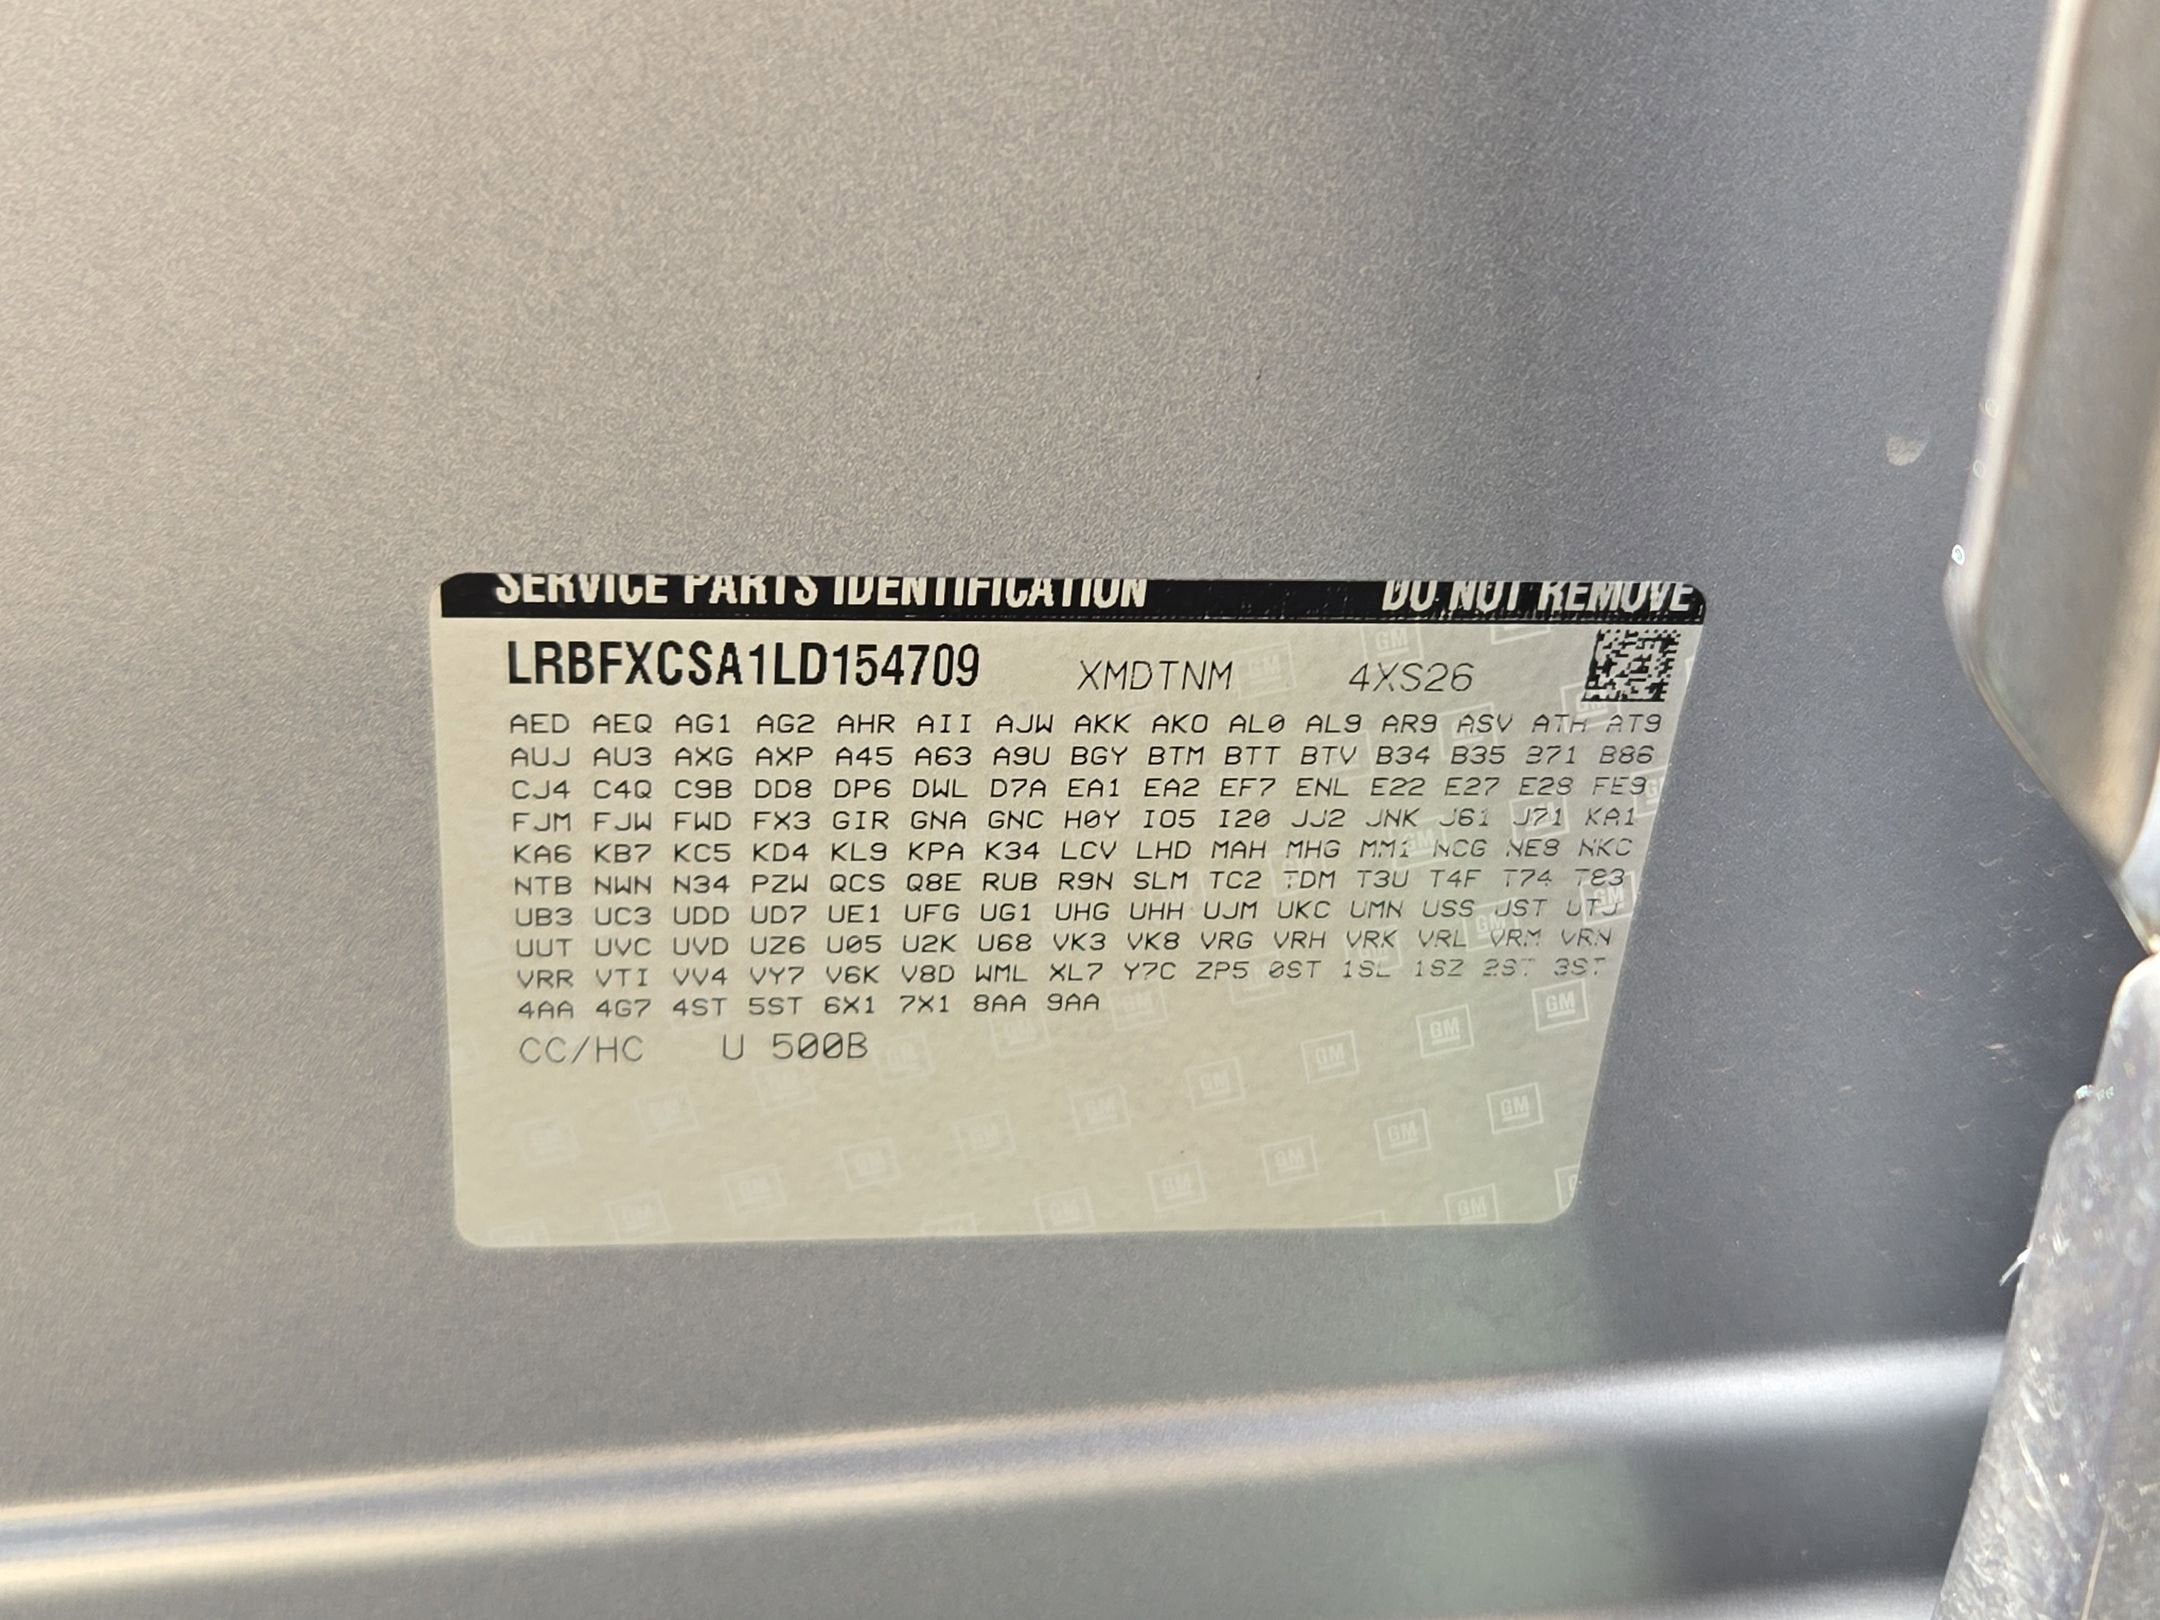 SERVICE PARTS IDENTIFICATION DO NOT REMOVE
LRBFXCSA1LD154709 XMDTNM 4XS26
AED AEQ AG1 AG2 AHR AII AJW AKK AKO AL0 AL9 AR9 ASV ATH AT9
AUJ AU3 AXG AXP A45 A63 A9U BGY BTM BTT BTV B34 B35 B71 B86
CJ4 C4Q C9B DD8 DP6 DWL D7A EA1 EA2 EF7 ENL E22 E27 E28 FE9
FJM FJW FWD FX3 GIR GNA GNC H0Y IO5 I20 JJ2 JNK J61 J71 KA1
KA6 KB7 KC5 KD4 KL9 KPA K34 LCV LHD MAH MHG MM1 NCG NE8 NKC
NTB NWN N34 PZW QCS Q8E RUB R9N SLM TC2 TDM T3U T4F T74 T83
UB3 UC3 UDD UD7 UE1 UFG UG1 UHG UHH UJM UKC UMN USS UST UTJ
UUT UVC UVD UZ6 U05 U2K U68 VK3 VK8 VRG VRH VRK VRL VRM VRN
VRR VTI VV4 VY7 V6K V8D WML XL7 Y7C ZP5 0ST 1SL 1SZ 2ST 3ST
4AA 4G7 4ST 5ST 6X1 7X1 8AA 9AA
CC/HC U 500B